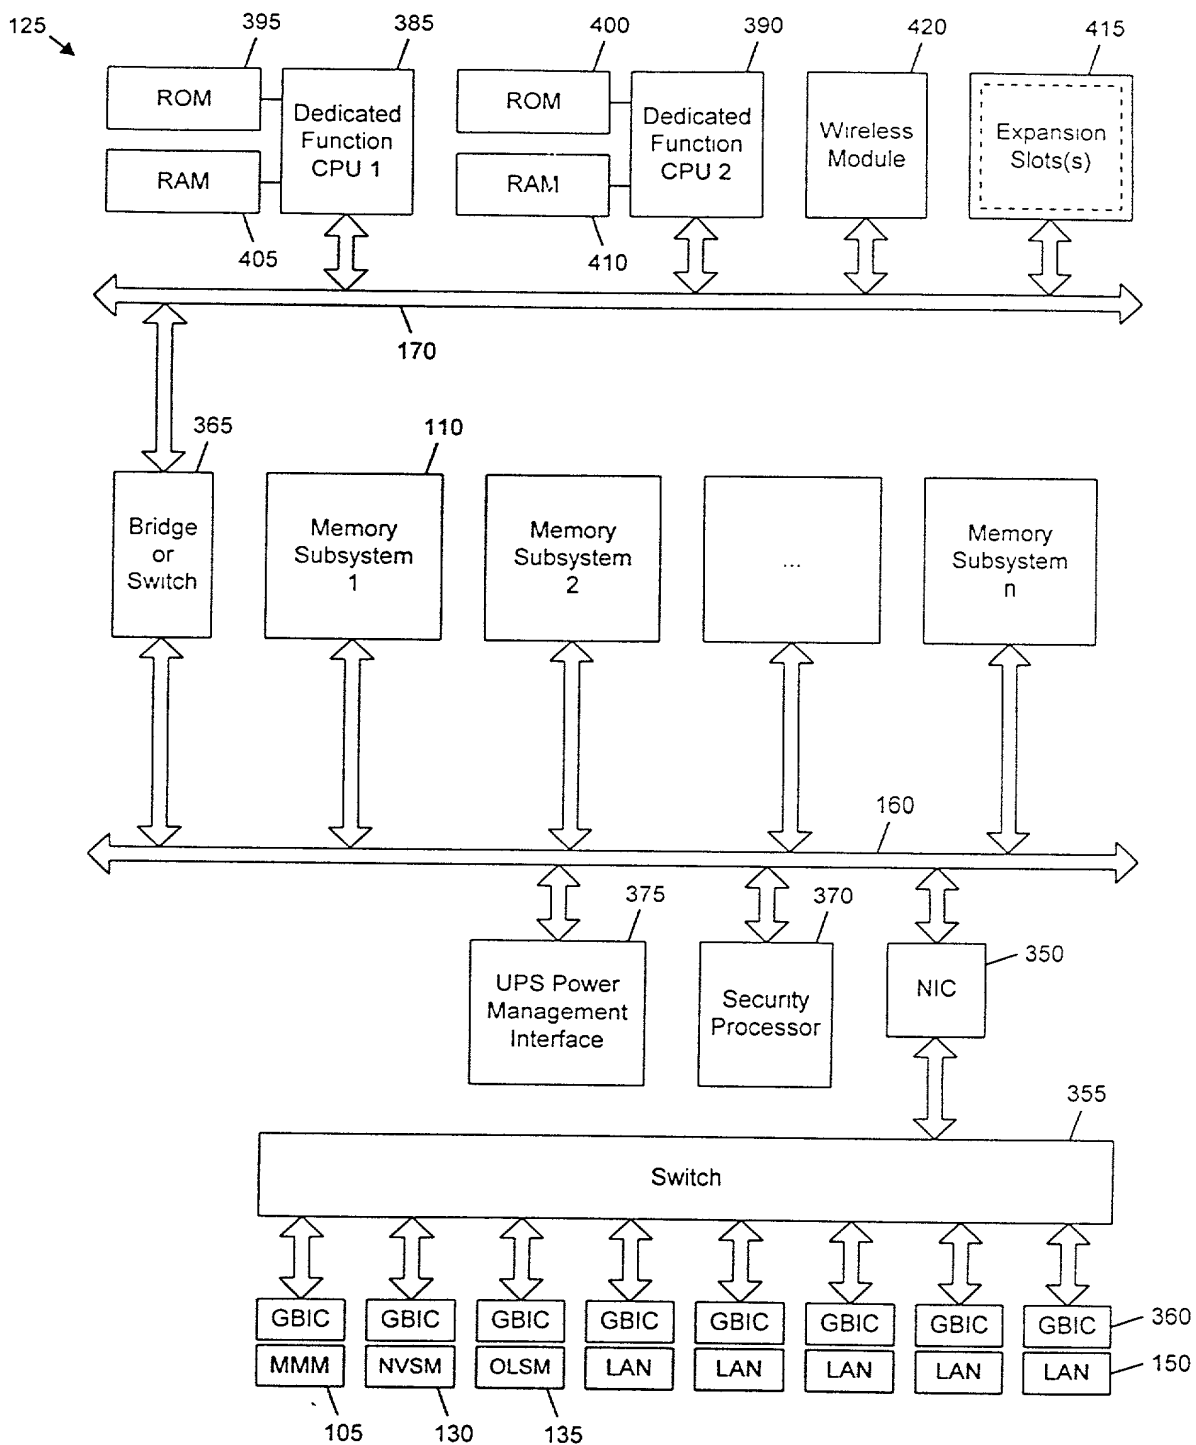 125
395
385
400
390
420
415
ROM
Dedicated
Function
CPU 1
RAM
ROM
Dedicated
Function
CPU 2
RAM
Wireless
Module
Expansion
Slots(s)
405
410
170
365
110
Bridge
or
Switch
Memory
Subsystem
1
Memory
Subsystem
2
...
Memory
Subsystem
n
160
375
370
350
UPS Power
Management
Interface
Security
Processor
NIC
355
Switch
GBIC GBIC GBIC GBIC GBIC GBIC GBIC GBIC
360
MMM NVSM OLSM LAN LAN LAN LAN LAN
150
105
130
135